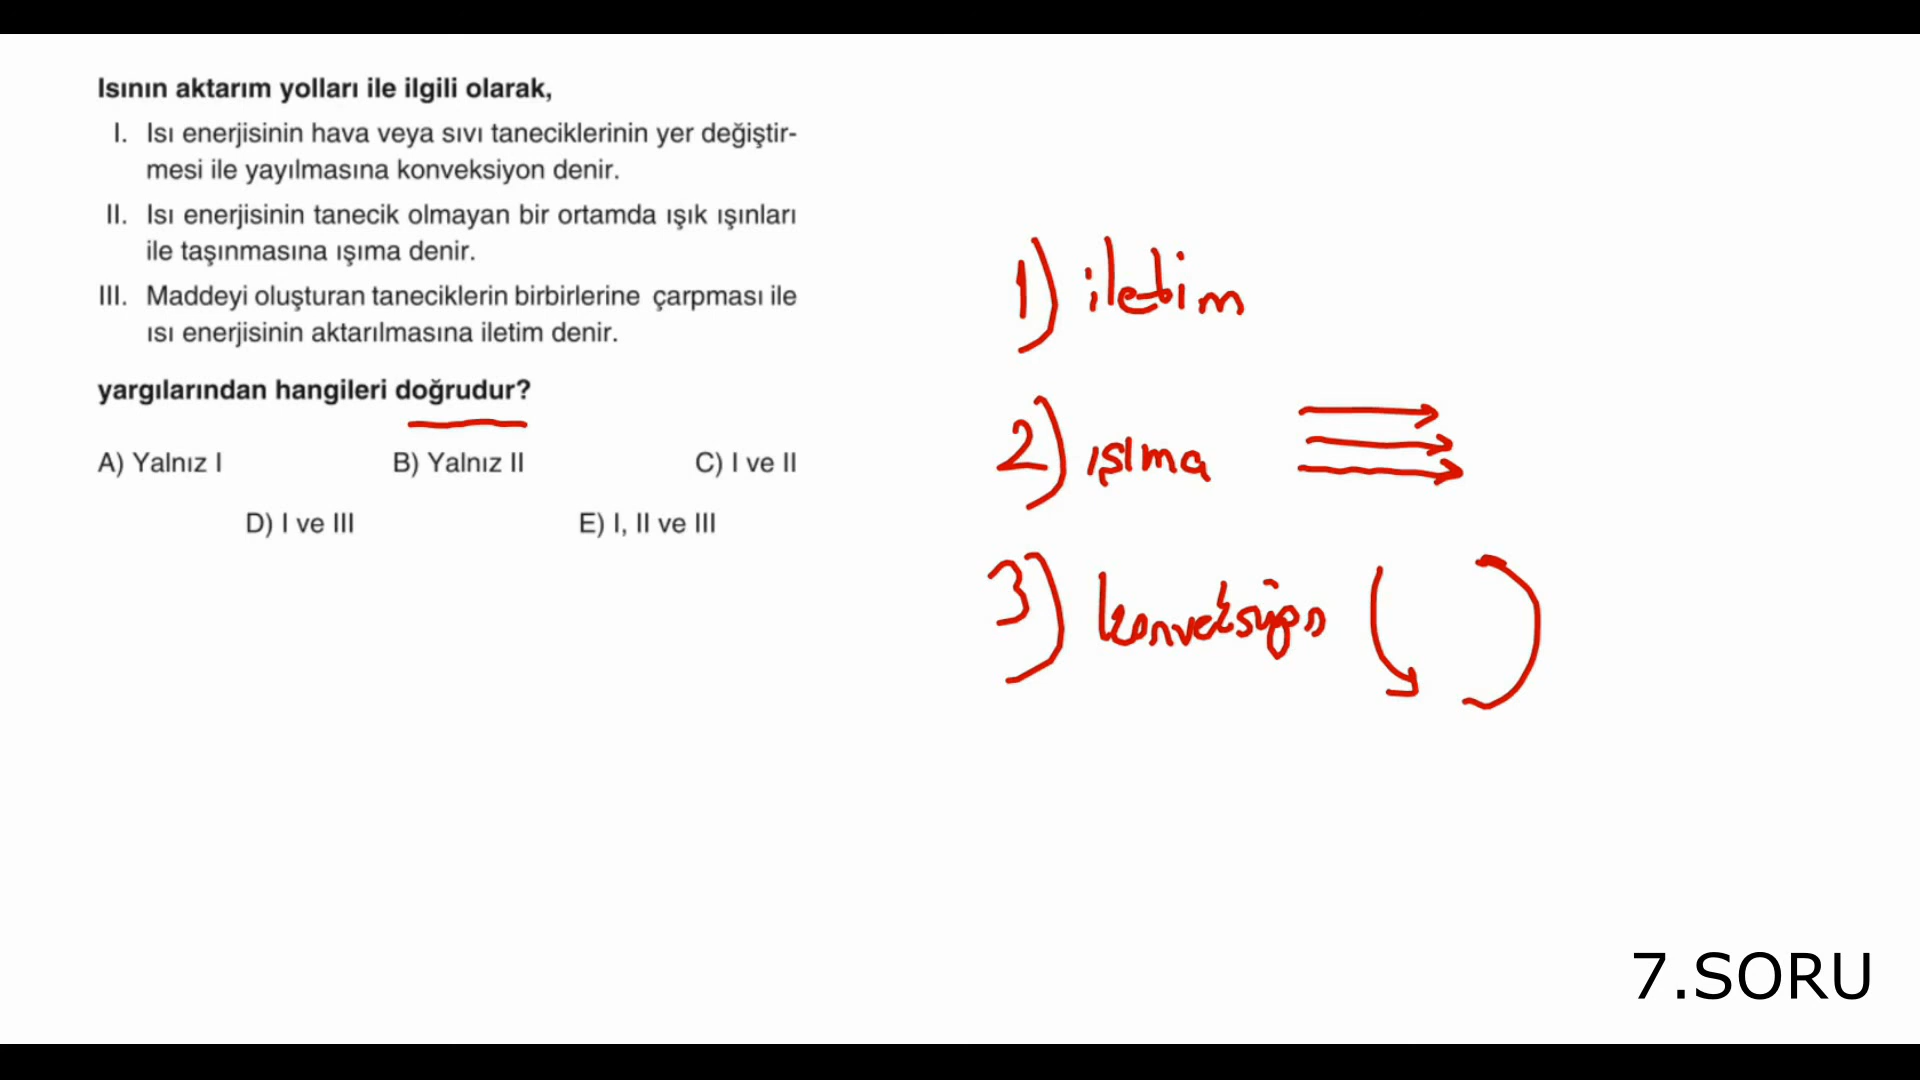 Isının aktarım yolları ile ilgili olarak,
I. Isı enerjisinin hava veya sıvı taneciklerinin yer değiştir-
mesi ile yayılmasına konveksiyon denir.
II. Isı enerjisinin tanecik olmayan bir ortamda ışık ışınları
ile taşınmasına ışıma denir.
III. Maddeyi oluşturan taneciklerin birbirlerine çarpması ile
ısı enerjisinin aktarılmasına iletim denir.
yargılarından hangileri doğrudur?
A) Yalnız I B) Yalnız II C) I ve II
D) I ve III E) I, II ve III
1) iletim
2) ışıma
3) konveksiyon
7.SORU